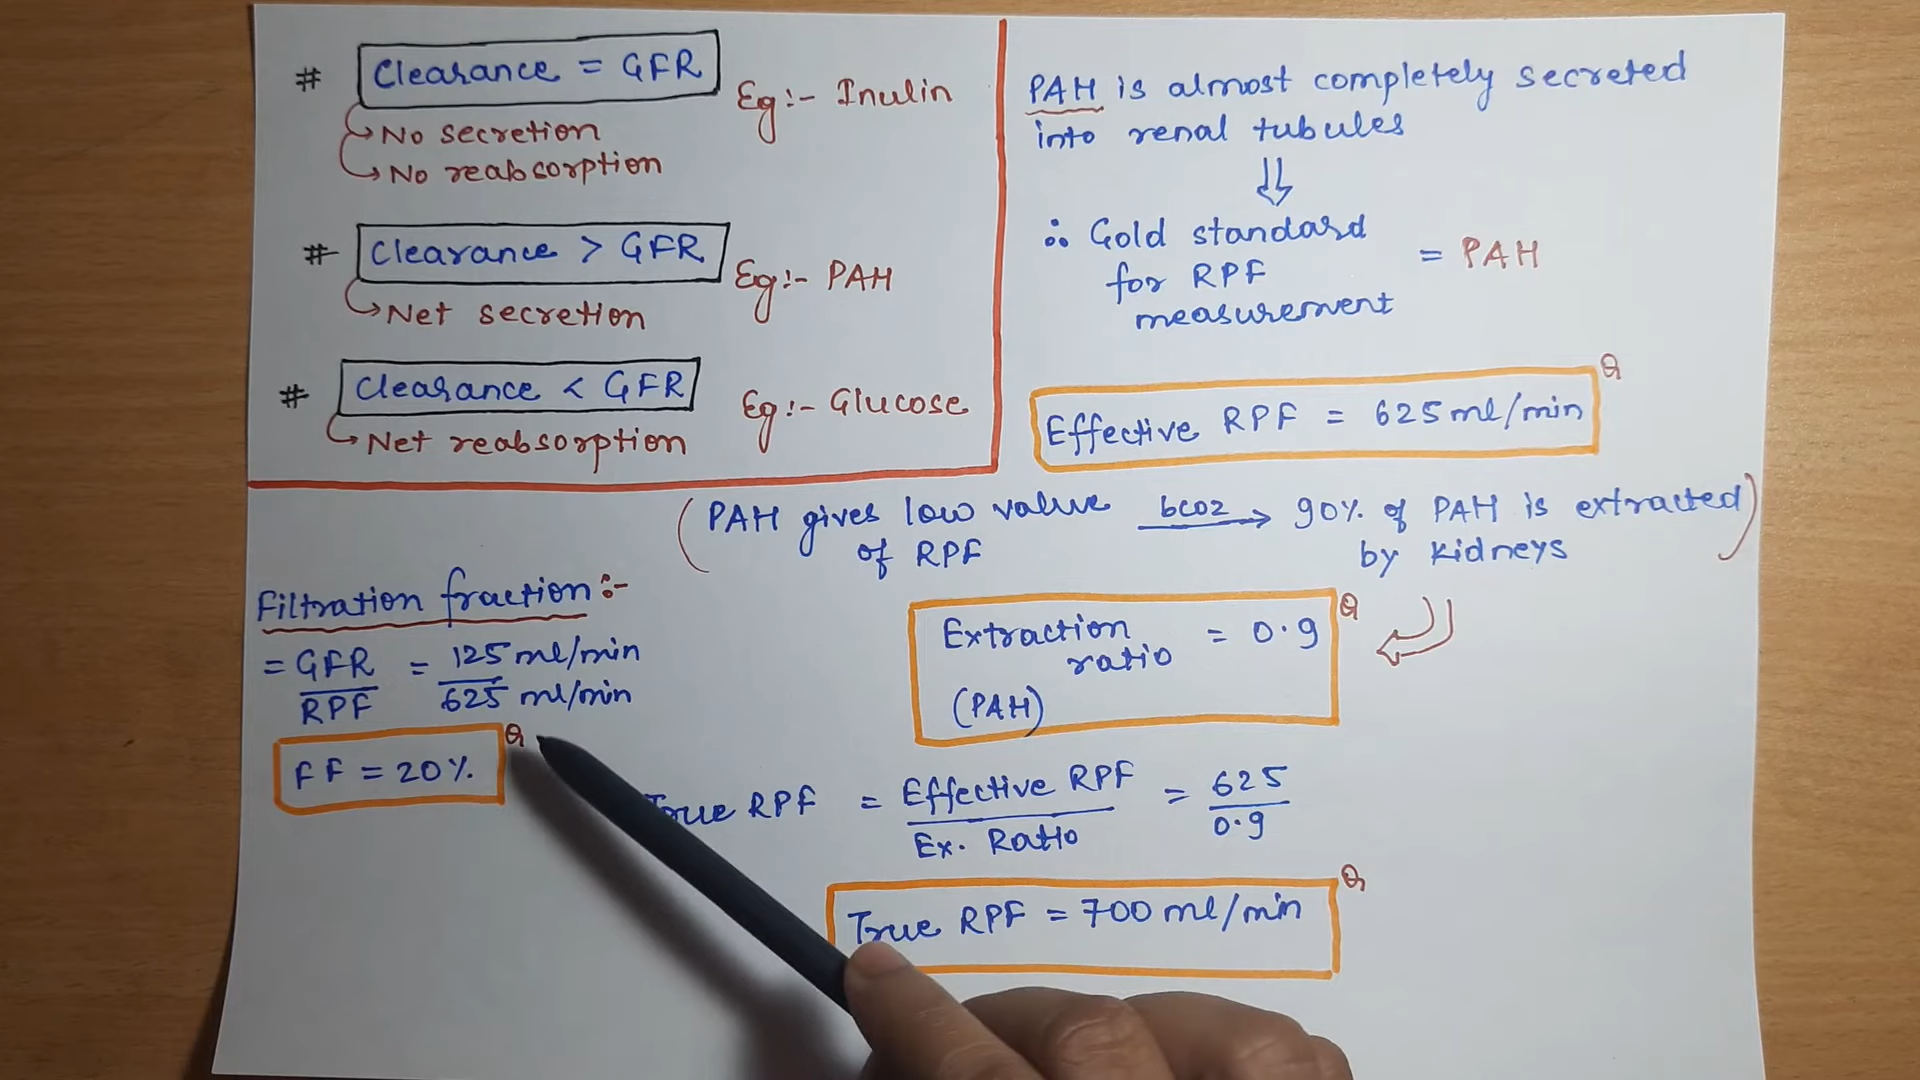 # Clearance = GFR
Eg:- Inulin
↳ No secretion
↳ No reabsorption
# Clearance > GFR
Eg:- PAH
↳ Net secretion
# Clearance < GFR
Eg:- Glucose
↳ Net reabsorption
PAH is almost completely secreted
into renal tubules
⇓
∴ Gold standard
for RPF
measurement
= PAH
Effective RPF = 625 ml/min
(PAH gives low value bcoz → 90% of PAH is extracted
of RPF by kidneys)
Filtration fraction:-
= GFR = 125 ml/min
RPF 625 ml/min
FF = 20%
Extraction = 0.9
ratio
(PAH)
True RPF = Effective RPF = 625
Ex. Ratio 0.9
True RPF = 700 ml/min